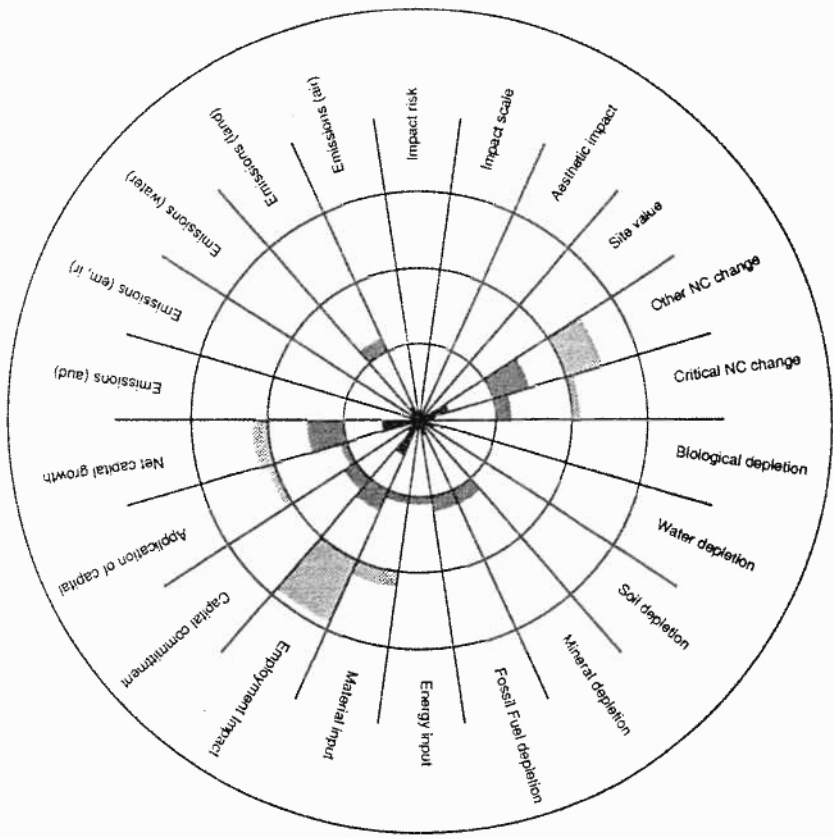 Impact risk
Impact scale
Aesthetic impact
Site value
Other NC change
Critical NC change
Biological depletion
Water depletion
Soil depletion
Mineral depletion
Fossil Fuel depletion
Energy input
Material input
Employment Impact
Capital commitment
Application of capital
Net capital growth
Emissions (aud)
Emissions (em, ir)
Emissions (water)
Emissions (land)
Emissions (air)